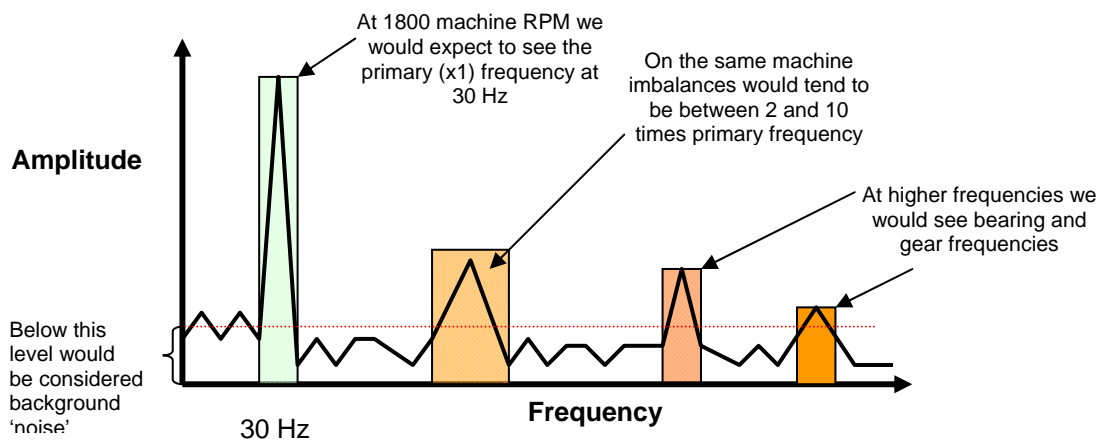 At 1800 machine RPM we
would expect to see the
primary (x1) frequency at
30 Hz
On the same machine
imbalances would tend to
be between 2 and 10
times primary frequency
Amplitude
At higher frequencies we
would see bearing and
gear frequencies
Below this
level would
be considered
background
‘noise’
30 Hz
Frequency